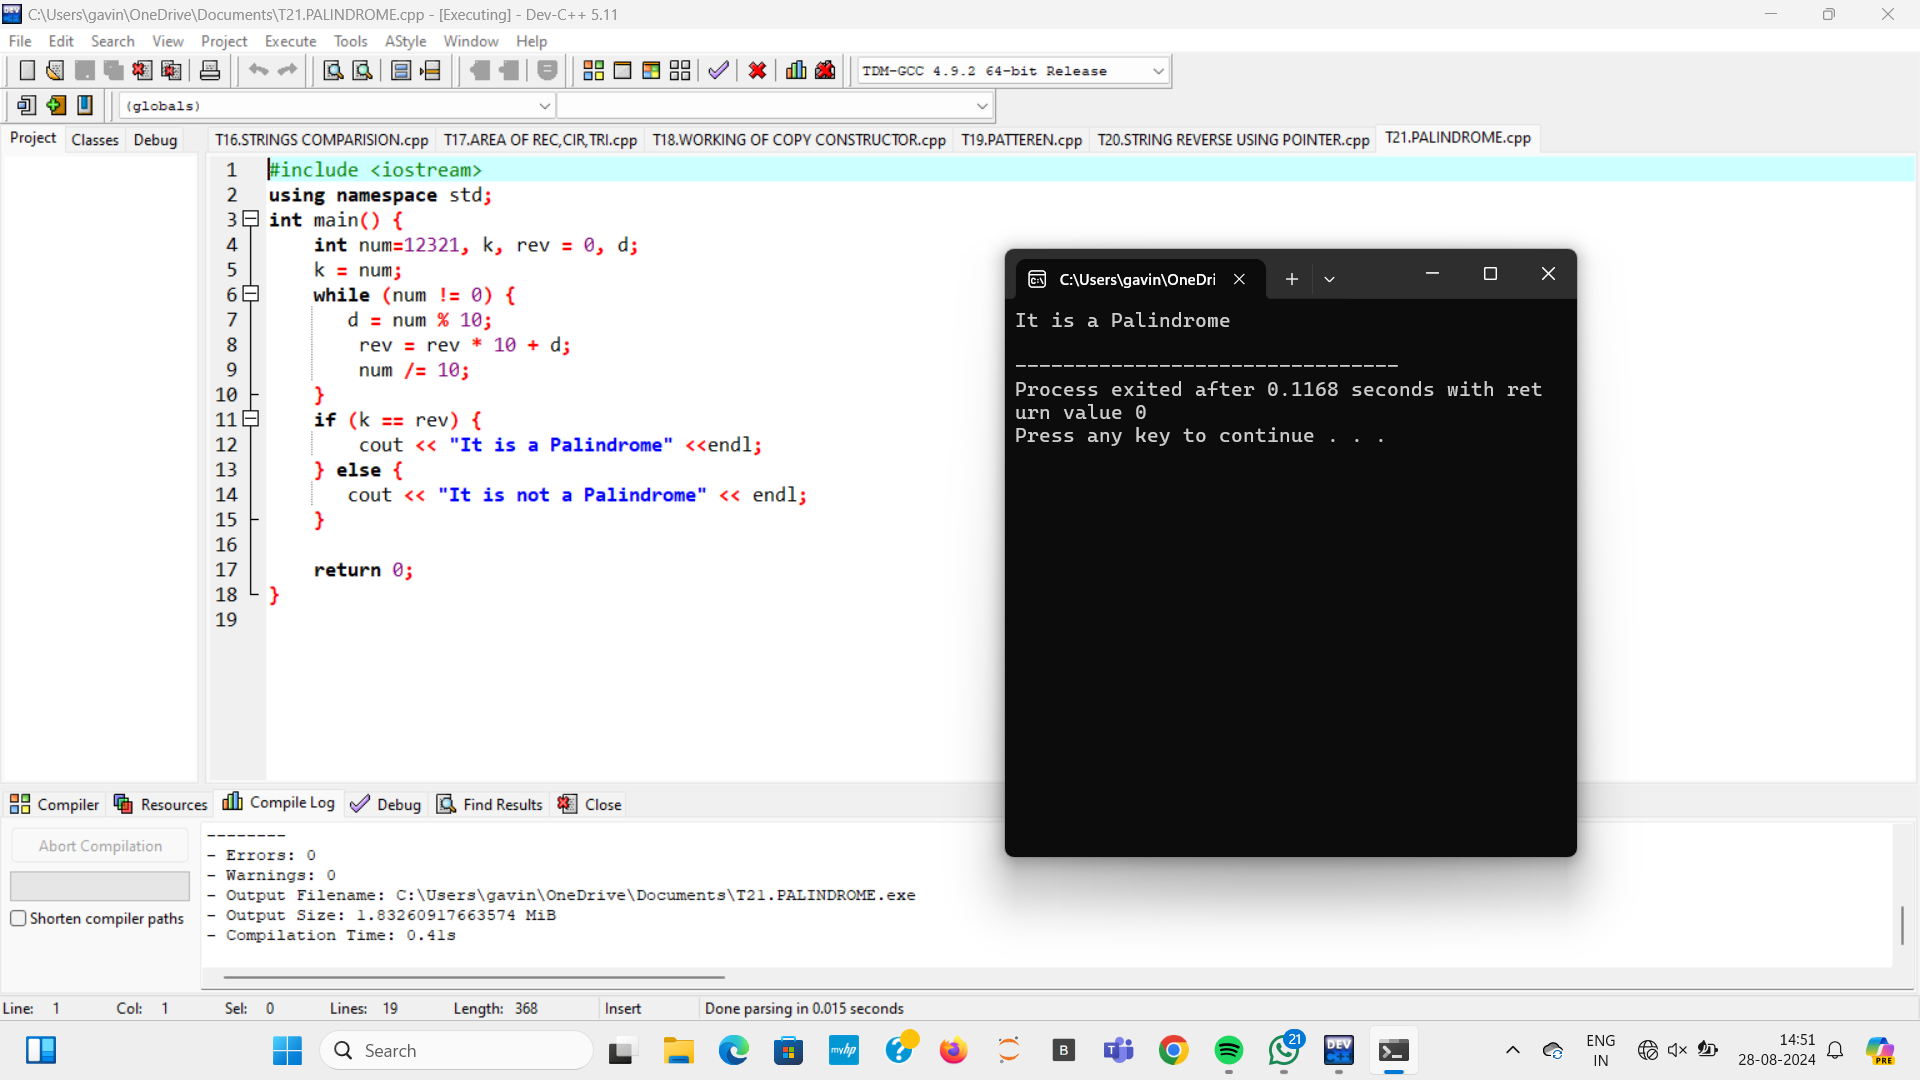 C:\Users\gavin\OneDrive\Documents\T21.PALINDROME.cpp - [Executing] - Dev-C++ 5.11
File Edit Search View Project Execute Tools AStyle Window Help
TDM-GCC 4.9.2 64-bit Release
(globals)
Project Classes Debug
T16.STRINGS COMPARISION.cpp T17.AREA OF REC,CIR,TRI.cpp T18.WORKING OF COPY CONSTRUCTOR.cpp T19.PATTEREN.cpp T20.STRING REVERSE USING POINTER.cpp T21.PALINDROME.cpp
1 #include <iostream>
2 using namespace std;
3 int main() {
4 int num=12321, k, rev = 0, d;
5 k = num;
6 while (num != 0) {
7 d = num % 10;
8 rev = rev * 10 + d;
9 num /= 10;
10 }
11 if (k == rev) {
12 cout << "It is a Palindrome" <<endl;
13 } else {
14 cout << "It is not a Palindrome" << endl;
15 }
16
17 return 0;
18 }
19
C:\Users\gavin\OneDri
It is a Palindrome
--------------------------------
Process exited after 0.1168 seconds with ret
urn value 0
Press any key to continue . . .
Compiler Resources Compile Log Debug Find Results Close
Abort Compilation
Shorten compiler paths
--------
- Errors: 0
- Warnings: 0
- Output Filename: C:\Users\gavin\OneDrive\Documents\T21.PALINDROME.exe
- Output Size: 1.83260917663574 MiB
- Compilation Time: 0.41s
Line: 1 Col: 1 Sel: 0 Lines: 19 Length: 368 Insert Done parsing in 0.015 seconds
Search
myhp
B
21
DEV
C++
ENG
IN
14:51
28-08-2024
PRE